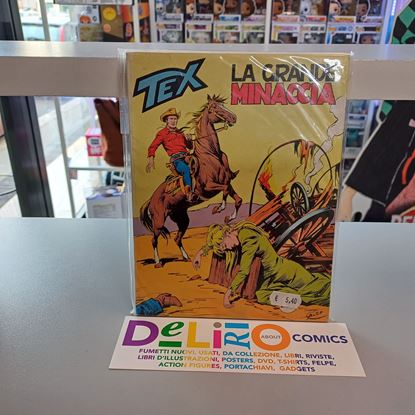 TEX
LA GRANDE
MINACCIA
€ 5,40
DeLiRiO ABOUT COMICS
FUMETTI NUOVI, USATI, DA COLLEZIONE, LIBRI, RIVISTE,
LIBRI D'ILLUSTRAZIONI, POSTERS, DVD, T-SHIRTS, FELPE,
ACTION FIGURES, PORTACHIAVI, GADGETS